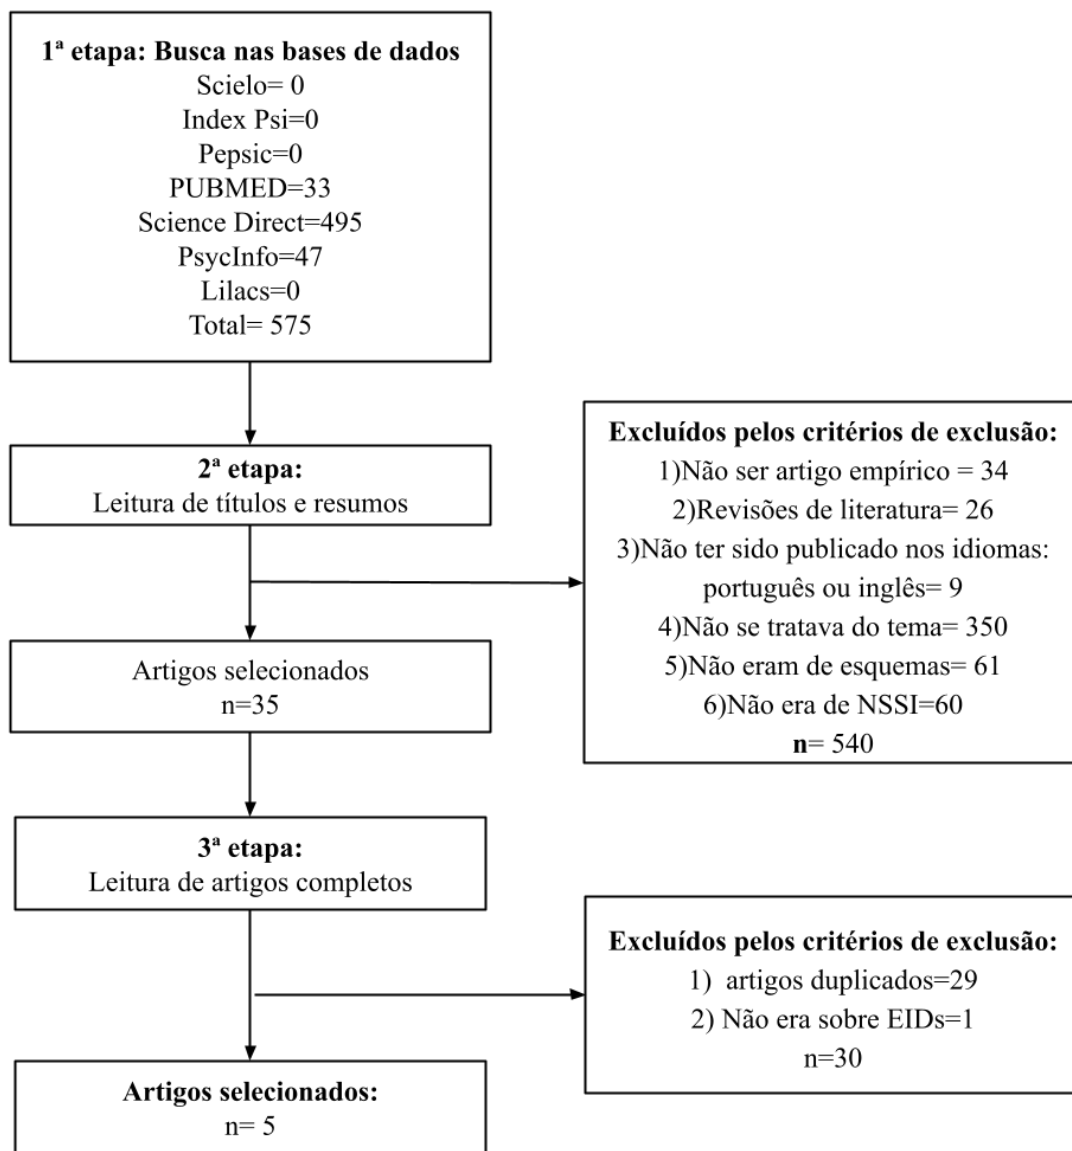 1ª etapa: Busca nas bases de dados
Scielo= 0
Index Psi=0
Pepsic=0
PUBMED=33
Science Direct=495
PsycInfo=47
Lilacs=0
Total= 575
2ª etapa:
Leitura de títulos e resumos
Excluídos pelos critérios de exclusão:
1)Não ser artigo empírico = 34
2)Revisões de literatura= 26
3)Não ter sido publicado nos idiomas:
português ou inglês= 9
4)Não se tratava do tema= 350
5)Não eram de esquemas= 61
6)Não era de NSSI=60
n= 540
Artigos selecionados
n=35
3ª etapa:
Leitura de artigos completos
Excluídos pelos critérios de exclusão:
1) artigos duplicados=29
2) Não era sobre EIDs=1
n=30
Artigos selecionados:
n= 5